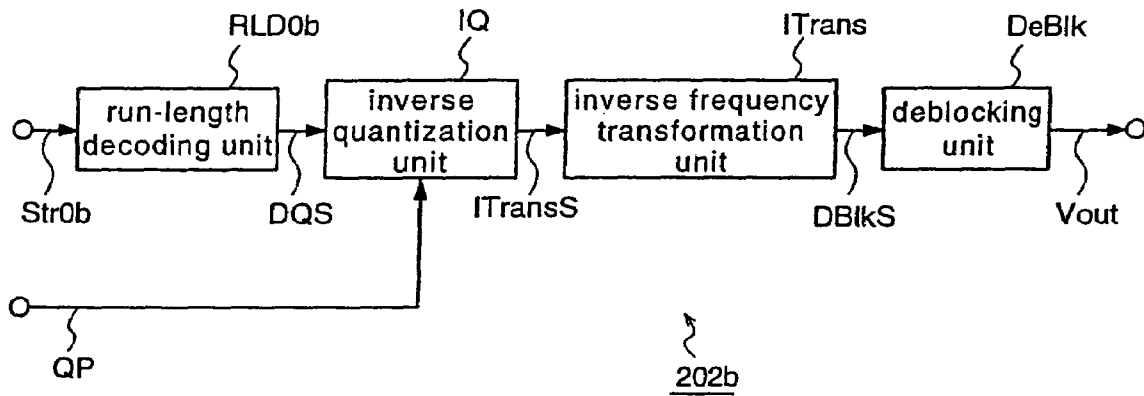 RLD0b
IQ
ITrans
DeBlk
run-length
decoding unit
inverse
quantization
unit
inverse frequency
transformation
unit
deblocking
unit
Str0b
DQS
ITransS
DBlkS
Vout
QP
202b